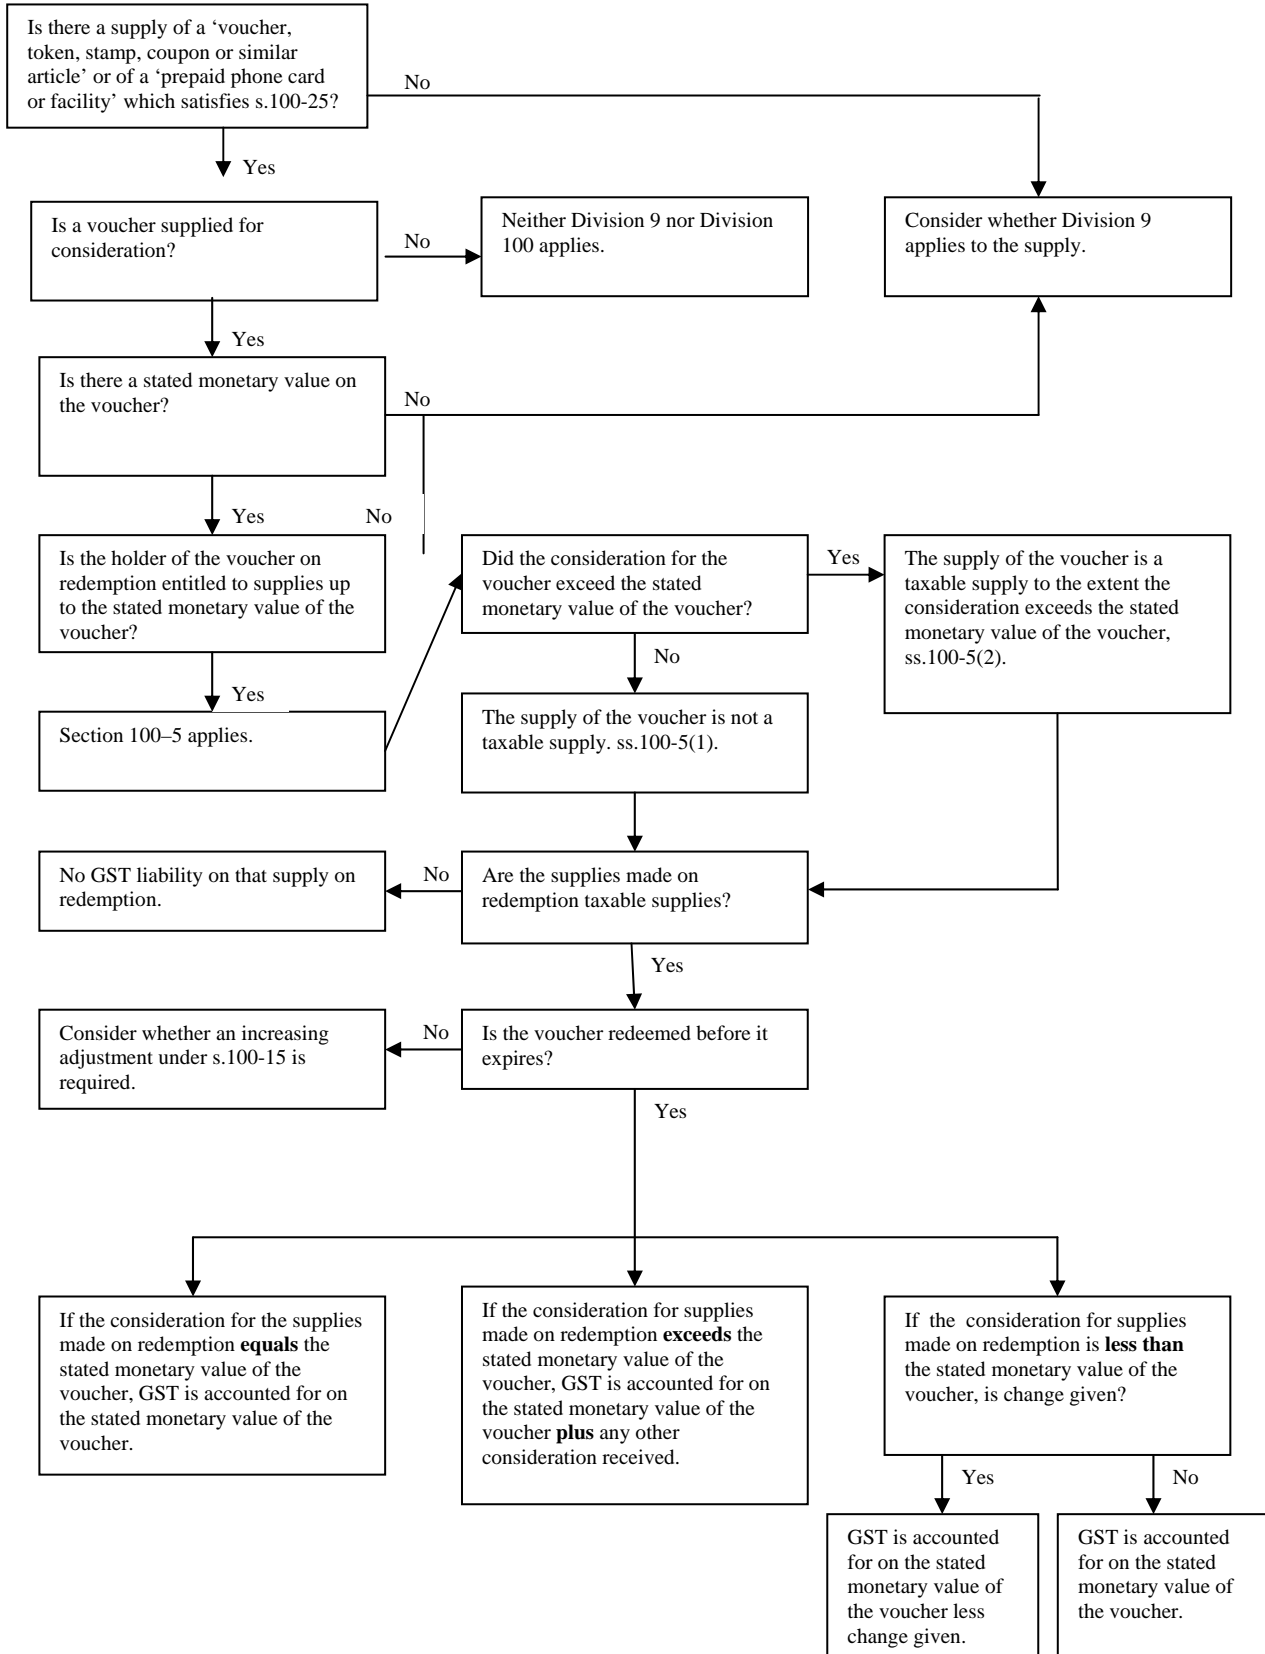 Is there a supply of a ‘voucher,
token, stamp, coupon or similar
article’ or of a ‘prepaid phone card
or facility’ which satisfies s.100-25?
No
Yes
Is a voucher supplied for
consideration?
No
Neither Division 9 nor Division
100 applies.
Consider whether Division 9
applies to the supply.
Yes
Is there a stated monetary value on
the voucher?
No
Yes
No
Is the holder of the voucher on
redemption entitled to supplies up
to the stated monetary value of the
voucher?
Did the consideration for the
voucher exceed the stated
monetary value of the voucher?
Yes
The supply of the voucher is a
taxable supply to the extent the
consideration exceeds the stated
monetary value of the voucher,
ss.100-5(2).
No
Yes
Section 100–5 applies.
The supply of the voucher is not a
taxable supply. ss.100-5(1).
No GST liability on that supply on
redemption.
No
Are the supplies made on
redemption taxable supplies?
Yes
Consider whether an increasing
adjustment under s.100-15 is
required.
No
Is the voucher redeemed before it
expires?
Yes
If the consideration for the supplies
made on redemption equals the
stated monetary value of the
voucher, GST is accounted for on
the stated monetary value of the
voucher.
If the consideration for supplies
made on redemption exceeds the
stated monetary value of the
voucher, GST is accounted for on
the stated monetary value of the
voucher plus any other
consideration received.
If the consideration for supplies
made on redemption is less than
the stated monetary value of the
voucher, is change given?
Yes
No
GST is accounted
for on the stated
monetary value of
the voucher less
change given.
GST is accounted
for on the stated
monetary value of
the voucher.